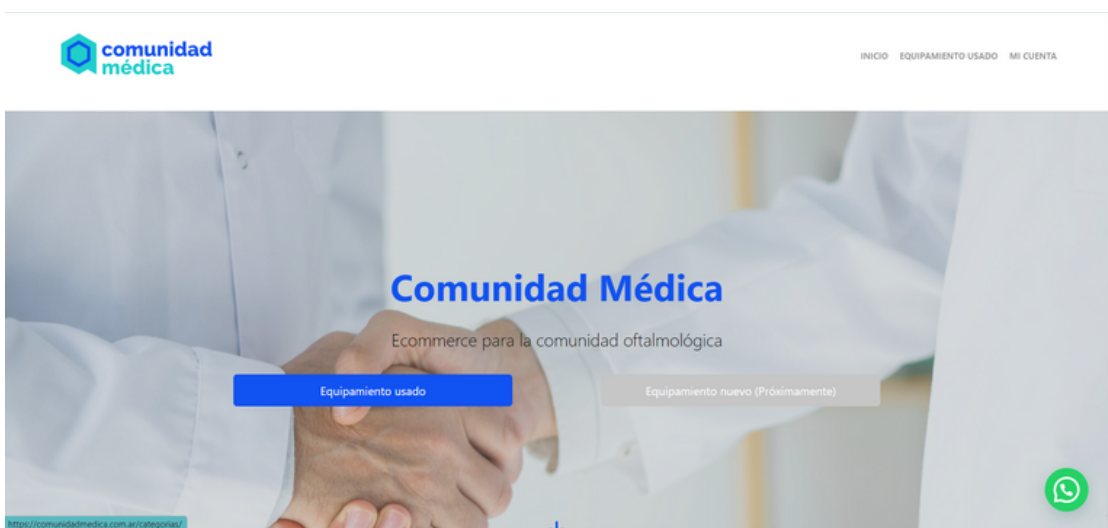 comunidad
médica
INICIO EQUIPAMIENTO USADO MI CUENTA
Comunidad Médica
Ecommerce para la comunidad oftalmológica
Equipamiento usado
Equipamiento nuevo (Próximamente)
https://comunidadmedica.com.ar/categorias/